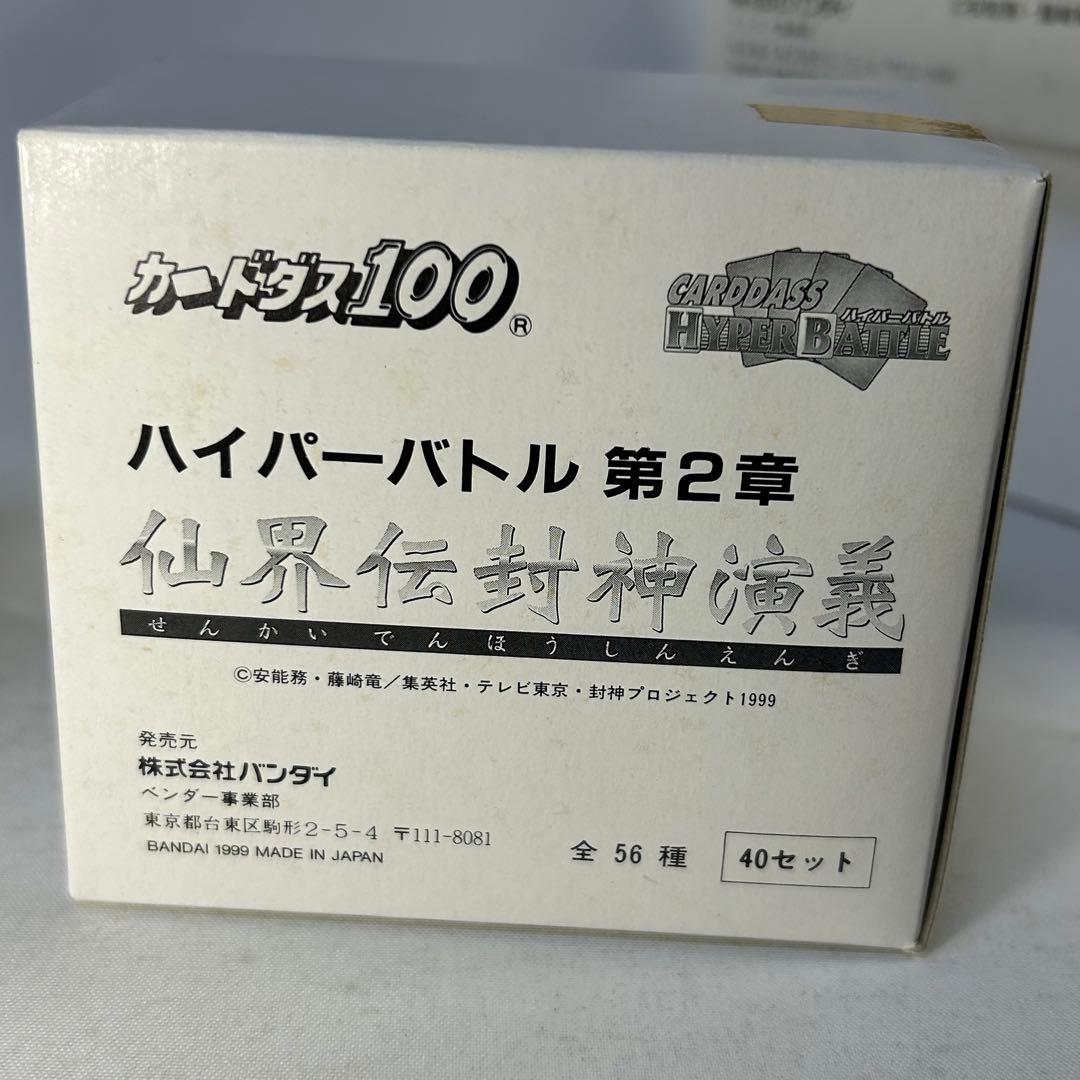 カードダス100®
CARDDASS
ハイパーバトル
HYPER BATTLE
ハイパーバトル 第2章
仙界伝封神演義
せんかいでんほうしんえんぎ
©安能務・藤崎竜/集英社・テレビ東京・封神プロジェクト1999
発売元
株式会社バンダイ
ベンダー事業部
東京都台東区駒形2-5-4 〒111-8081
BANDAI 1999 MADE IN JAPAN
全 56 種
40セット